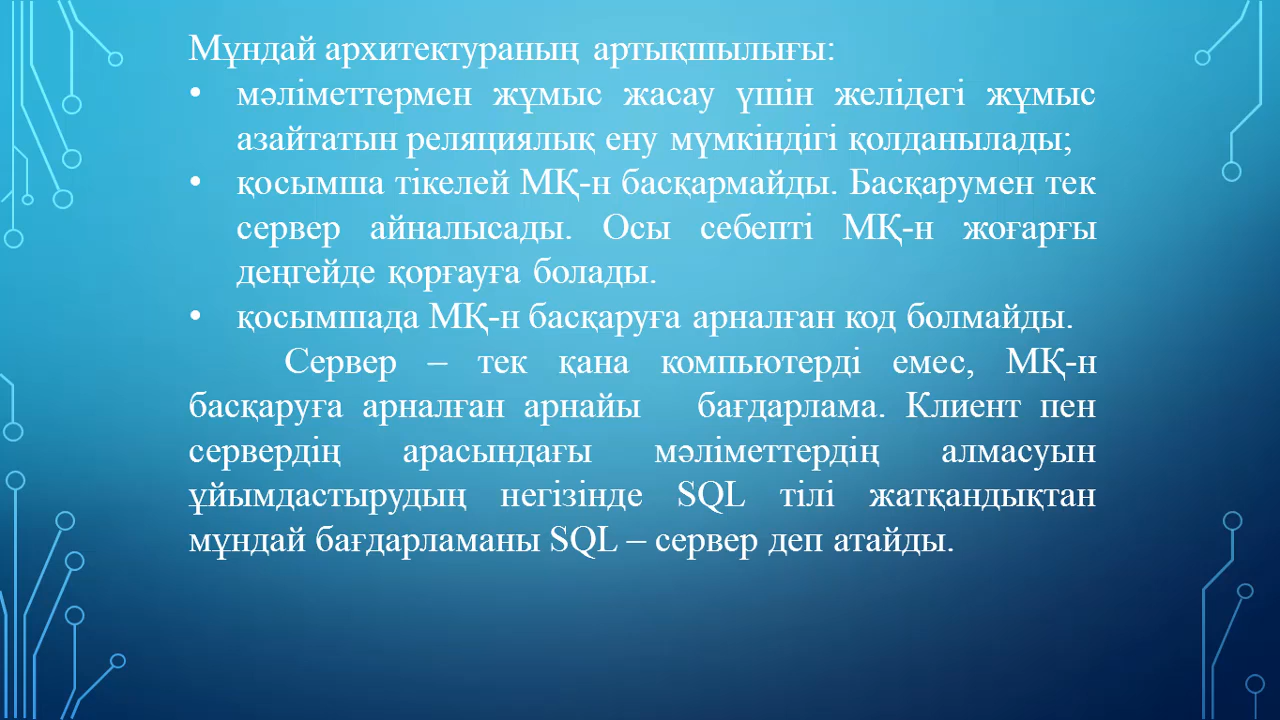 Мұндай архитектураның артықшылығы:
• мәліметтермен жұмыс жасау үшін желідегі жұмыс
азайтатын реляциялық ену мүмкіндігі қолданылады;
• қосымша тікелей МҚ-н басқармайды. Басқарумен тек
сервер айналысады. Осы себепті МҚ-н жоғарғы
деңгейде қорғауға болады.
• қосымшада МҚ-н басқаруға арналған код болмайды.
Сервер – тек қана компьютерді емес, МҚ-н
басқаруға арналған арнайы бағдарлама. Клиент пен
сервердің арасындағы мәліметтердің алмасуын
ұйымдастырудың негізінде SQL тілі жатқандықтан
мұндай бағдарламаны SQL – сервер деп атайды.